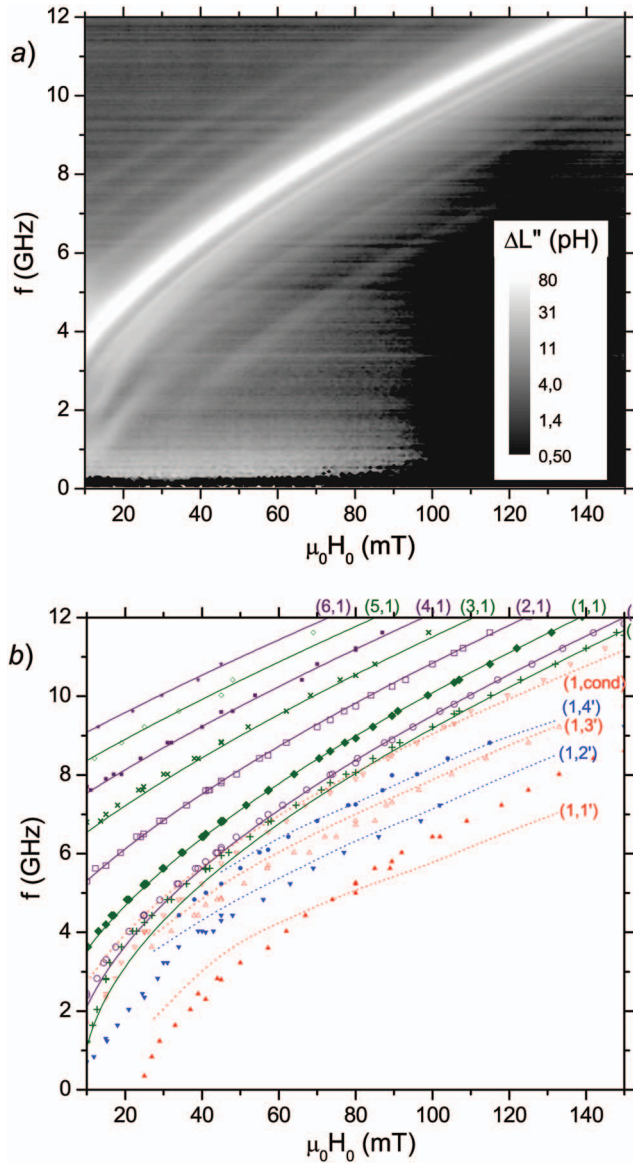 a)
12
10
8
6
4
2
0
f (GHz)
ΔL" (pH)
80
31
11
4,0
1,4
0,50
20 40 60 80 100 120 140
μ0H0 (mT)
b)
(6,1) (5,1) (4,1) (3,1) (2,1) (1,1)
12
10
8
6
4
2
0
f (GHz)
(1,cond)
(1,4')
(1,3')
(1,2')
(1,1')
20 40 60 80 100 120 140
μ0H0 (mT)